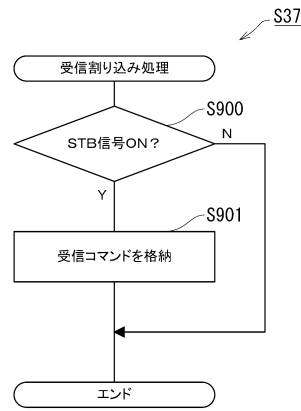 S37
受信割り込み処理
S900
STB信号ON?
N
Y
S901
受信コマンドを格納
エンド